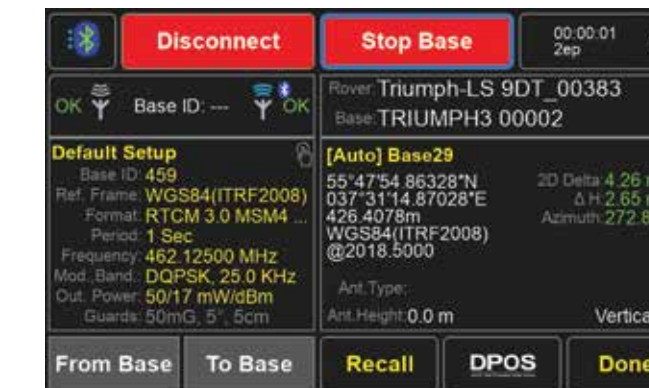 Disconnect
Stop Base
00:00:01
2ep
OK
Base ID: ---
OK
Rover: Triumph-LS 9DT_00383
Base: TRIUMPH3 00002
Default Setup
Base ID: 459
Ref. Frame: WGS84(ITRF2008)
Format: RTCM 3.0 MSM4 ...
Period: 1 Sec
Frequency: 462.12500 MHz
Mod./Band.: DQPSK, 25.0 KHz
Out. Power: 50/17 mW/dBm
Guards: 50mG, 5°, 5cm
[Auto] Base29
55°47'54.86328"N
037°31'14.87028"E
426.4078m
WGS84(ITRF2008)
@2018.5000
2D Delta: 4.26 m
Δ H: 2.65 m
Azimuth: 272.8
Ant.Type:
Ant.Height: 0.0 m
Vertica
From Base
To Base
Recall
DPOS
Done